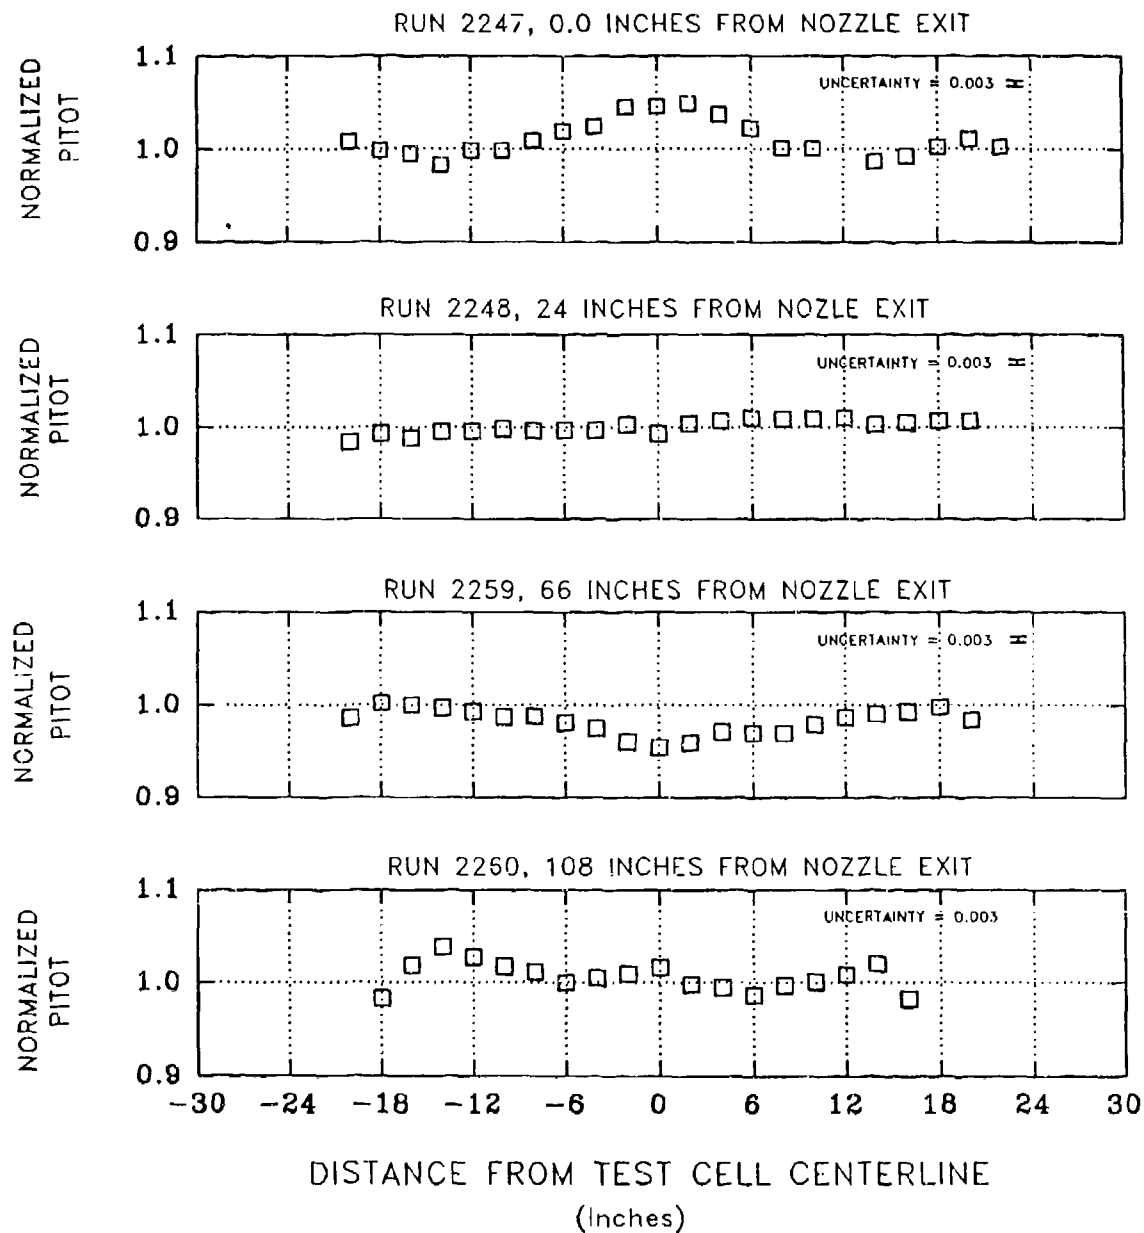 RUN 2247, 0.0 INCHES FROM NOZZLE EXIT
NORMALIZED
PITOT
1.1
1.0
0.9
UNCERTAINTY = 0.003
RUN 2248, 24 INCHES FROM NOZLE EXIT
NORMALIZED
PITOT
1.1
1.0
0.9
UNCERTAINTY = 0.003
RUN 2259, 66 INCHES FROM NOZZLE EXIT
NORMALIZED
PITOT
1.1
1.0
0.9
UNCERTAINTY = 0.003
RUN 2260, 108 INCHES FROM NOZZLE EXIT
NORMALIZED
PITOT
1.1
1.0
0.9
UNCERTAINTY = 0.003
-30 -24 -18 -12 -6 0 6 12 18 24 30
DISTANCE FROM TEST CELL CENTERLINE
(Inches)